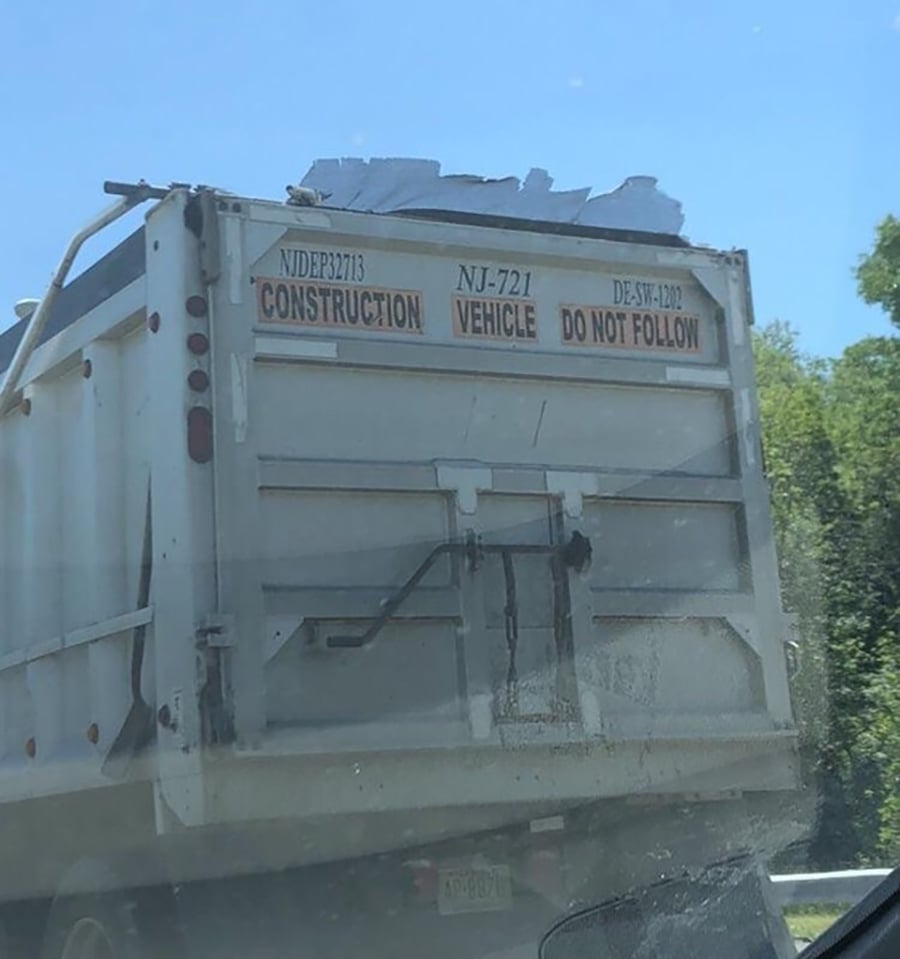 NJDEP32713 NJ-721 DE-SW-1202
CONSTRUCTION VEHICLE DO NOT FOLLOW